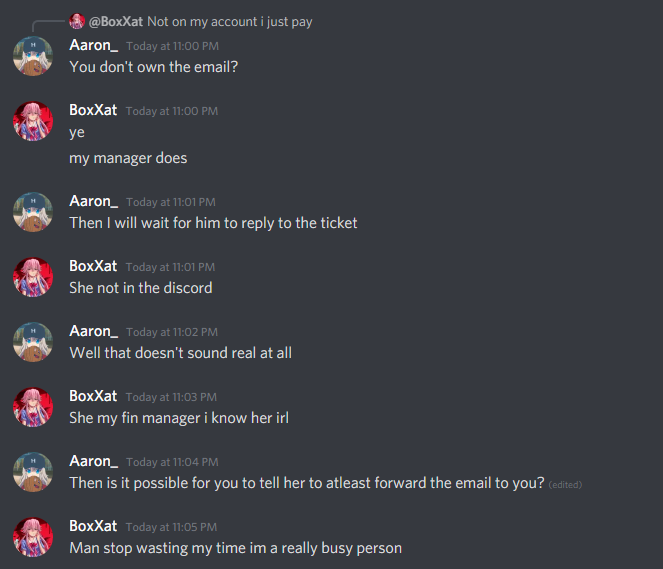 @BoxXat Not on my account i just pay
Aaron_ Today at 11:00 PM
You don't own the email?
BoxXat Today at 11:00 PM
ye
my manager does
Aaron_ Today at 11:01 PM
Then I will wait for him to reply to the ticket
BoxXat Today at 11:01 PM
She not in the discord
Aaron_ Today at 11:02 PM
Well that doesn't sound real at all
BoxXat Today at 11:03 PM
She my fin manager i know her irl
Aaron_ Today at 11:04 PM
Then is it possible for you to tell her to atleast forward the email to you? (edited)
BoxXat Today at 11:05 PM
Man stop wasting my time im a really busy person